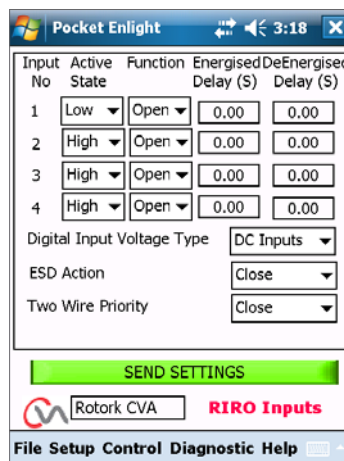 Pocket Enlight 3:18
Input Active Function Energised DeEnergised
No State Delay (S) Delay (S)
1 Low Open 0.00 0.00
2 High Open 0.00 0.00
3 High Open 0.00 0.00
4 High Open 0.00 0.00
Digital Input Voltage Type DC Inputs
ESD Action Close
Two Wire Priority Close
SEND SETTINGS
Rotork CVA RIRO Inputs
File Setup Control Diagnostic Help